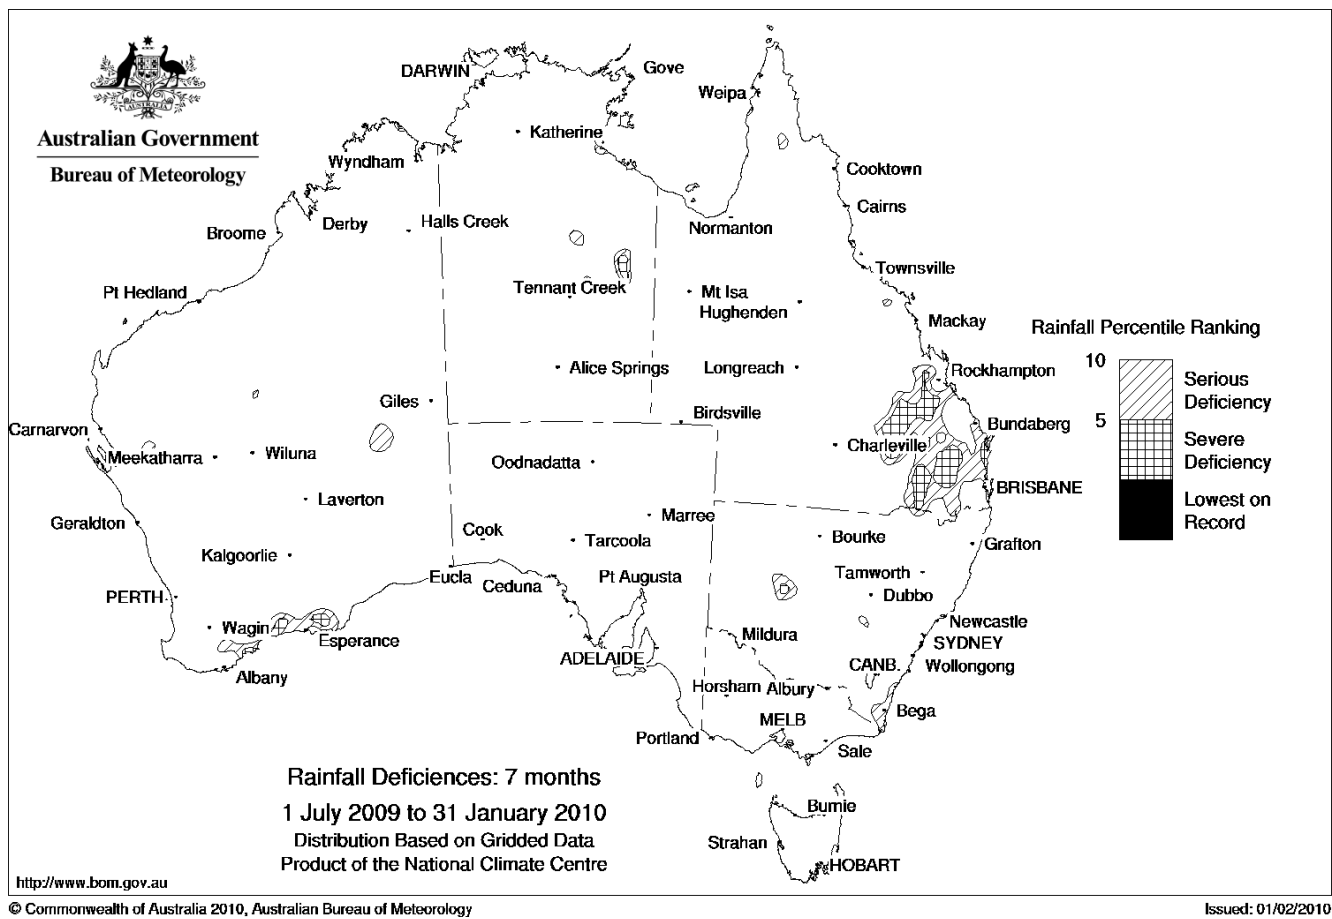 Australian Government
Bureau of Meteorology
AUSTRALIA
DARWIN
Gove
Weipa
Katherine
Wyndham
Cooktown
Halls Creek
Cairns
Derby
Broome
Normanton
Townsville
Tennant Creek
Pt Hedland
Mt Isa
Hughenden
Mackay
Rainfall Percentile Ranking
10
Serious
Deficiency
5
Severe
Deficiency
Lowest on
Record
Alice Springs
Longreach
Rockhampton
Giles
Birdsville
Bundaberg
Carnarvon
Charleville
Meekatharra
Wiluna
Oodnadatta
BRISBANE
Laverton
Geraldton
Marree
Cook
Bourke
Grafton
Kalgoorlie
Tarcoola
Eucla
Ceduna
Pt Augusta
Tamworth
PERTH
Dubbo
Wagin
Newcastle
Esperance
Mildura
SYDNEY
ADELAIDE
CANB.
Wollongong
Albany
Horsham
Albury
Bega
MELB
Portland
Sale
Rainfall Deficiences: 7 months
1 July 2009 to 31 January 2010
Distribution Based on Gridded Data
Product of the National Climate Centre
Burnie
Strahan
HOBART
http://www.bom.gov.au
© Commonwealth of Australia 2010, Australian Bureau of Meteorology
Issued: 01/02/2010